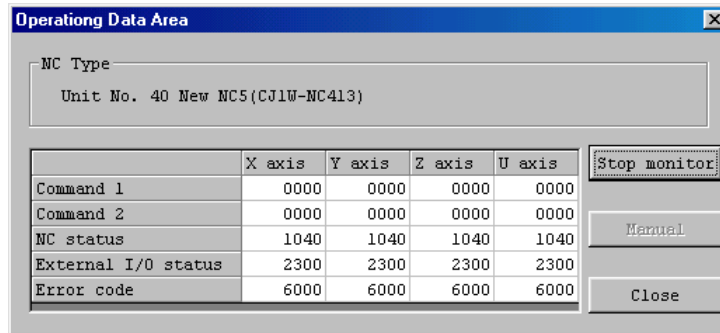 Operationg Data Area
NC Type
Unit No. 40 New NC5(CJ1W-NC413)
X axis Y axis Z axis U axis
Command 1 0000 0000 0000 0000
Command 2 0000 0000 0000 0000
NC status 1040 1040 1040 1040
External I/O status 2300 2300 2300 2300
Error code 6000 6000 6000 6000
Stop monitor
Manual
Close